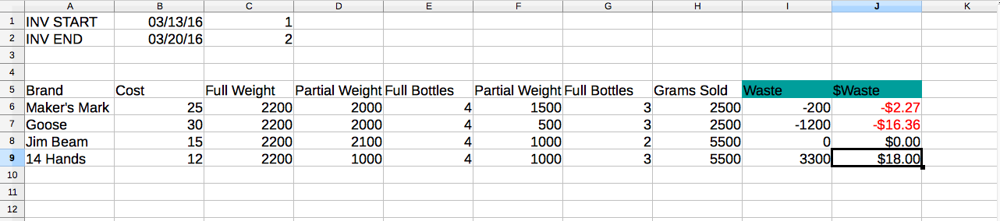 A B C D E F G H I J K
1 INV START 03/13/16 1
2 INV END 03/20/16 2
3
4
5 Brand Cost Full Weight Partial Weight Full Bottles Partial Weight Full Bottles Grams Sold Waste $Waste
6 Maker's Mark 25 2200 2000 4 1500 3 2500 -200 -$2.27
7 Goose 30 2200 2000 4 500 3 2500 -1200 -$16.36
8 Jim Beam 15 2200 2100 4 1000 2 5500 0 $0.00
9 14 Hands 12 2200 1000 4 1000 3 5500 3300 $18.00
10
11
12